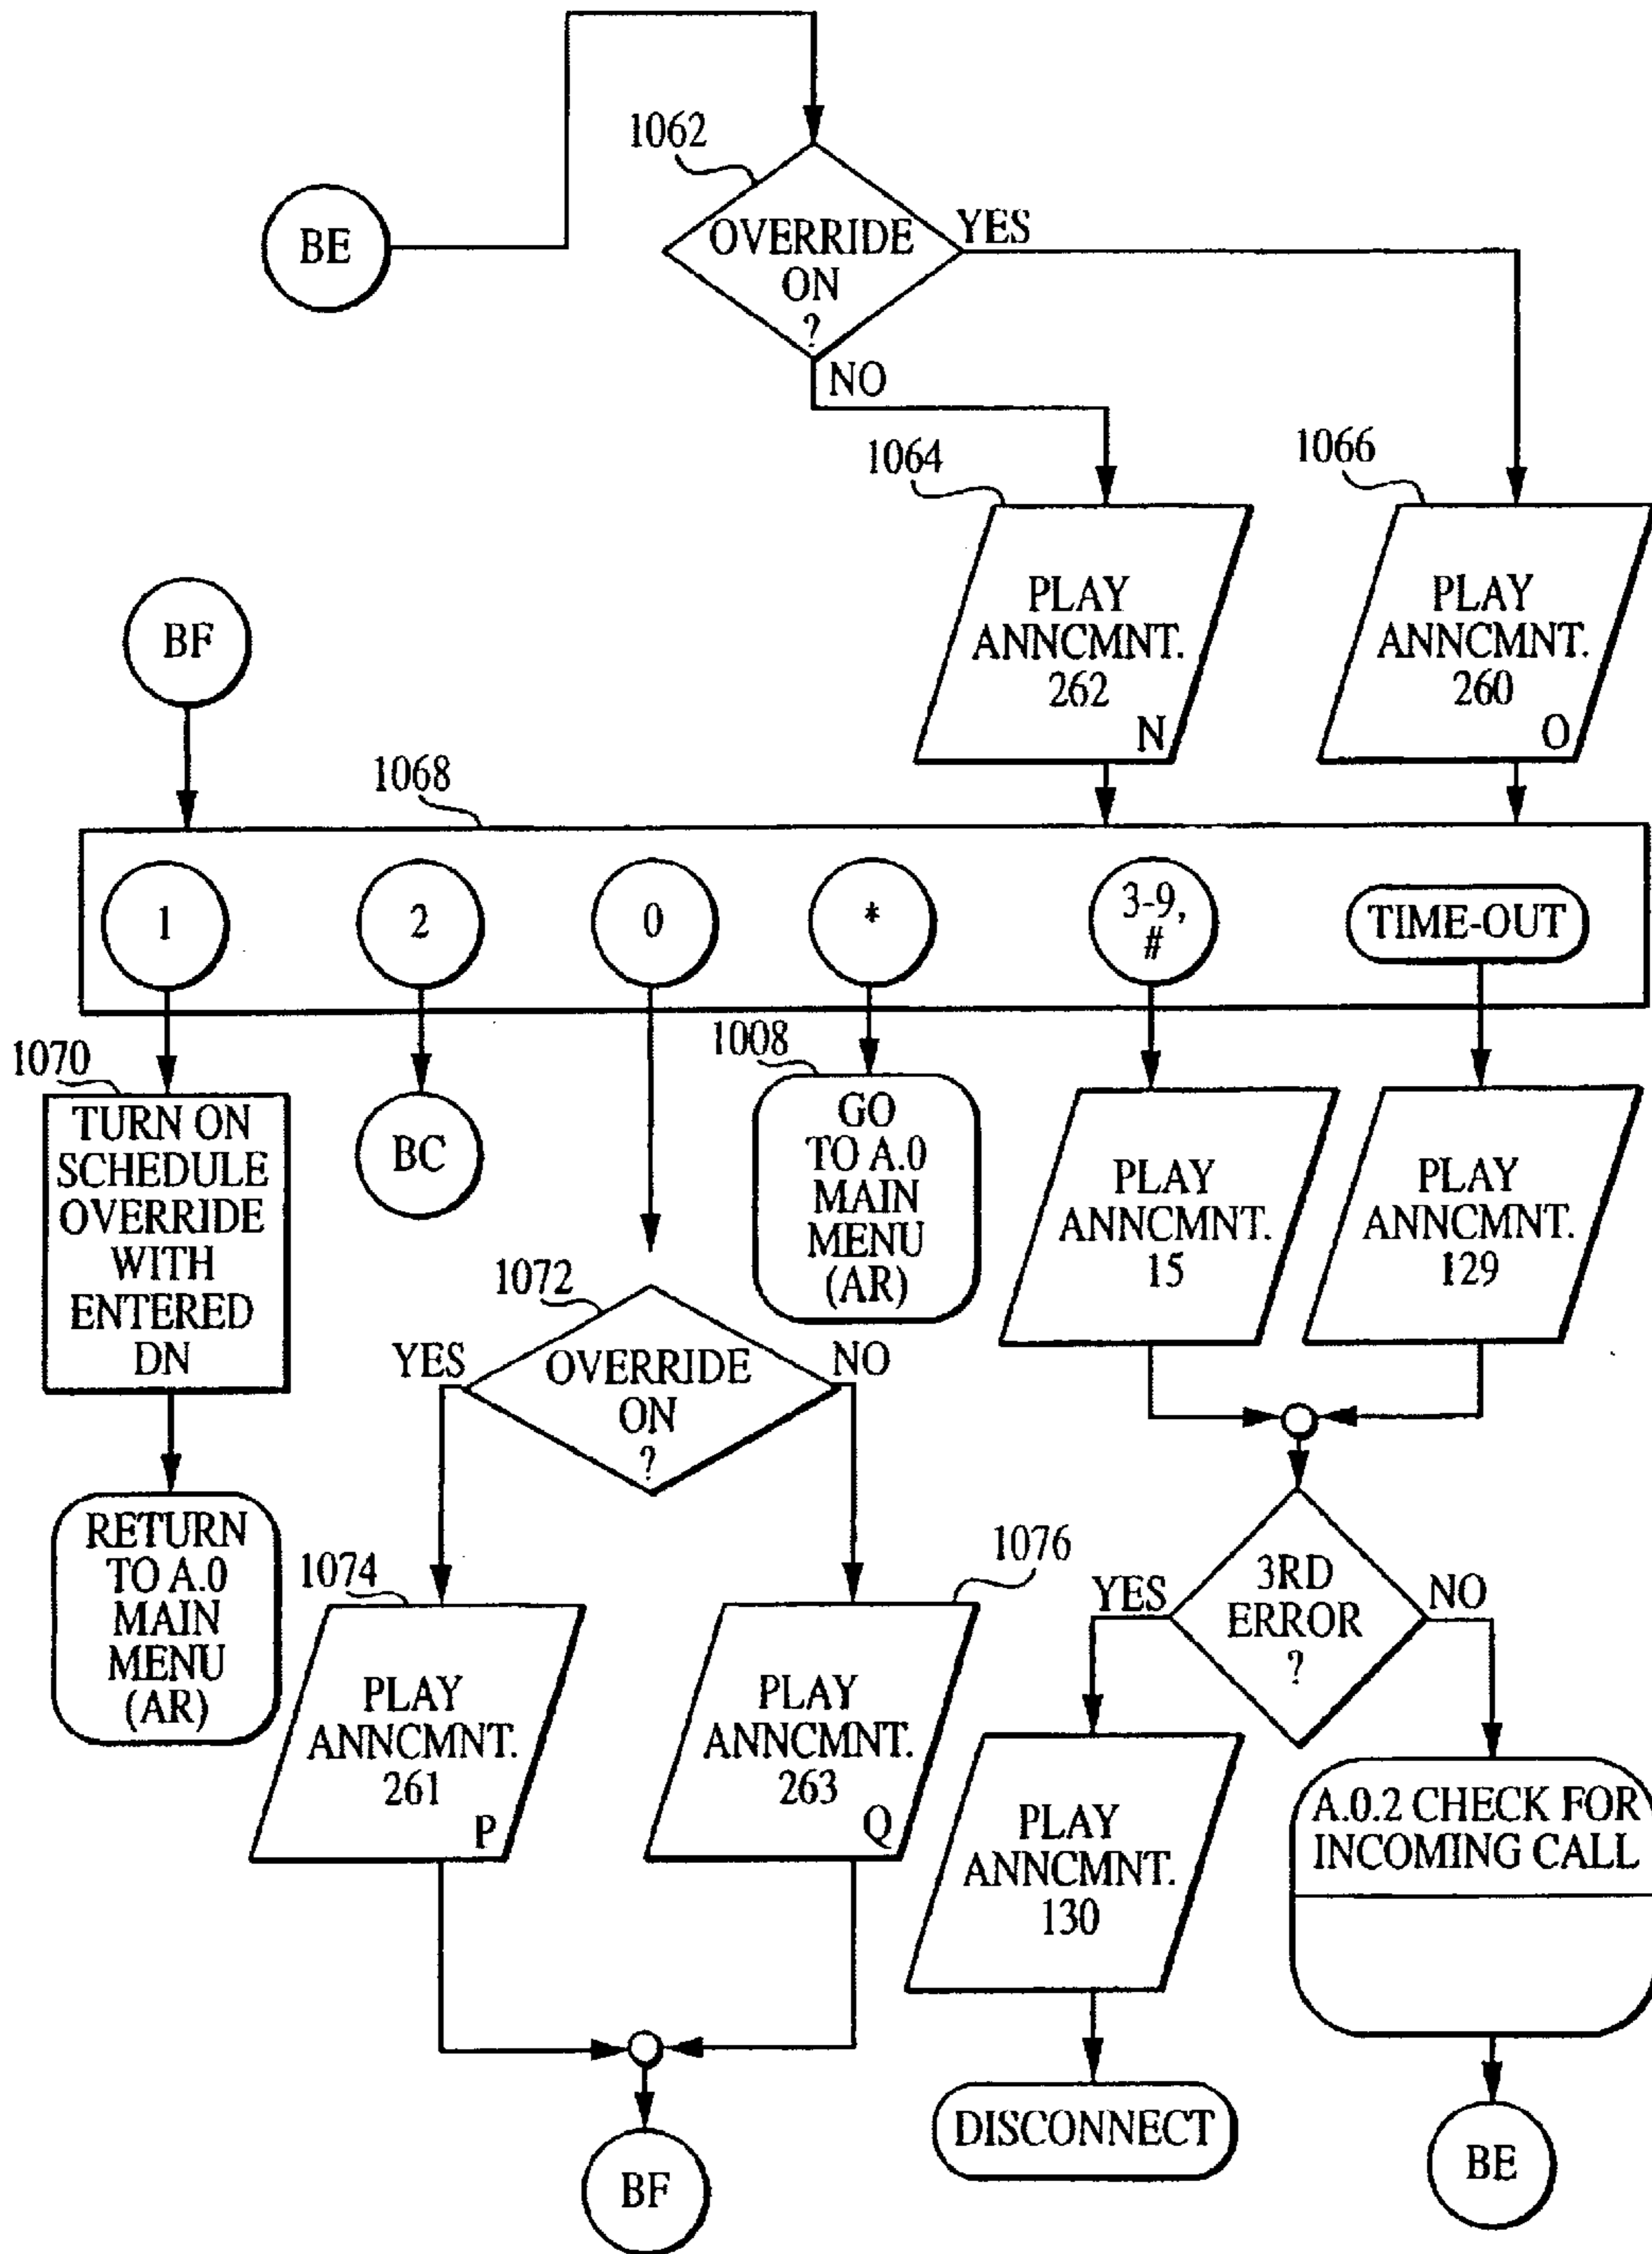 1062
BE
OVERRIDE
ON
?
YES
NO
1064
1066
PLAY
ANNCMNT.
262
N
PLAY
ANNCMNT.
260
O
BF
1068
1
2
0
*
3-9,
#
TIME-OUT
1070
TURN ON
SCHEDULE
OVERRIDE
WITH
ENTERED
DN
BC
1008
GO
TO A.0
MAIN
MENU
(AR)
PLAY
ANNCMNT.
15
PLAY
ANNCMNT.
129
1072
YES
OVERRIDE
ON
?
NO
RETURN
TO A.0
MAIN
MENU
(AR)
1074
PLAY
ANNCMNT.
261
P
1076
PLAY
ANNCMNT.
263
Q
YES
3RD
ERROR
?
NO
PLAY
ANNCMNT.
130
A.0.2 CHECK FOR
INCOMING CALL
DISCONNECT
BF
BE